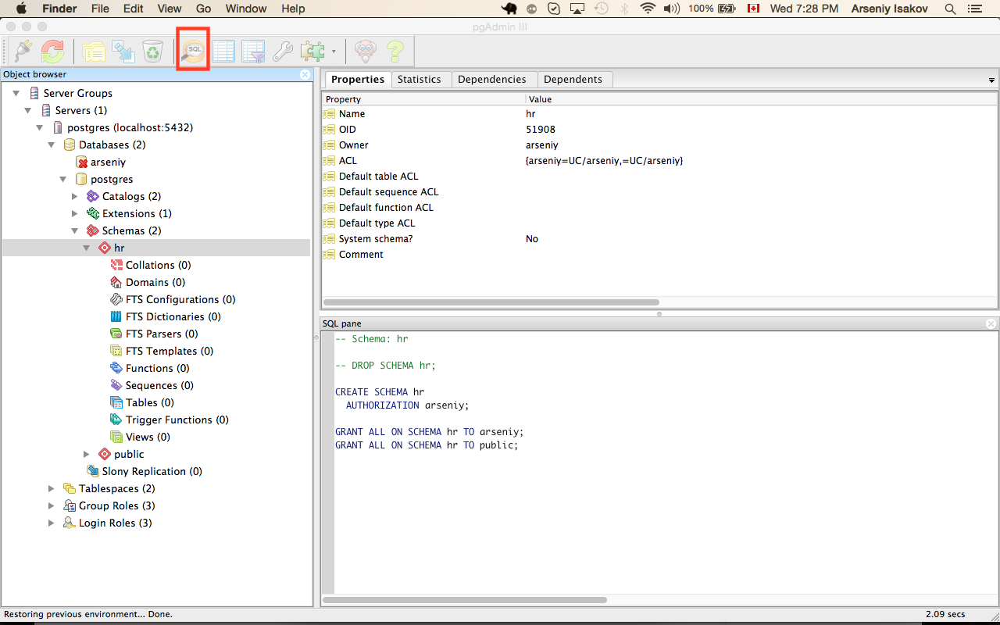 Finder File Edit View Go Window Help 100% Wed 7:28 PM Arseniy Isakov
pgAdmin III
SQL
Object browser
Server Groups
Servers (1)
postgres (localhost:5432)
Databases (2)
arseniy
postgres
Catalogs (2)
Extensions (1)
Schemas (2)
hr
Collations (0)
Domains (0)
FTS Configurations (0)
FTS Dictionaries (0)
FTS Parsers (0)
FTS Templates (0)
Functions (0)
Sequences (0)
Tables (0)
Trigger Functions (0)
Views (0)
public
Slony Replication (0)
Tablespaces (2)
Group Roles (3)
Login Roles (3)
Properties Statistics Dependencies Dependents
Property Value
Name hr
OID 51908
Owner arseniy
ACL {arseniy=UC/arseniy,=UC/arseniy}
Default table ACL
Default sequence ACL
Default function ACL
Default type ACL
System schema? No
Comment
SQL pane
-- Schema: hr
-- DROP SCHEMA hr;
CREATE SCHEMA hr
AUTHORIZATION arseniy;
GRANT ALL ON SCHEMA hr TO arseniy;
GRANT ALL ON SCHEMA hr TO public;
Restoring previous environment... Done. 2.09 secs